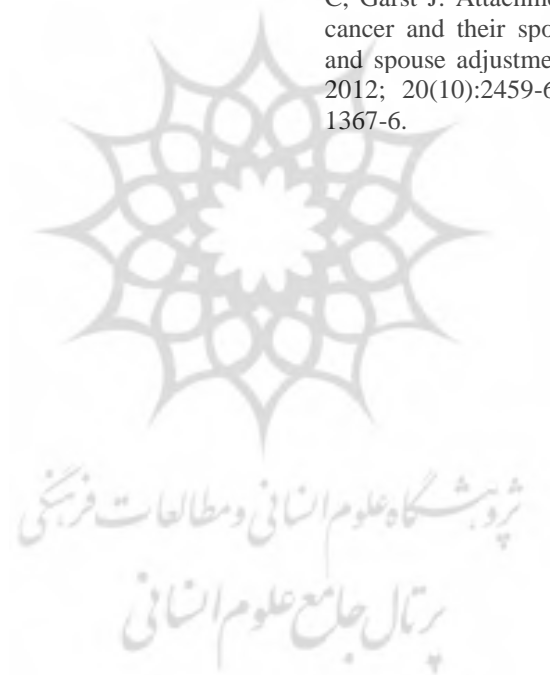 C, Garst J. Attachme
cancer and their spo
and spouse adjustme
2012; 20(10):2459-6
1367-6.
پژوهشگاه علوم انسانی و مطالعات فرهنگی
پرتال جامع علوم انسانی